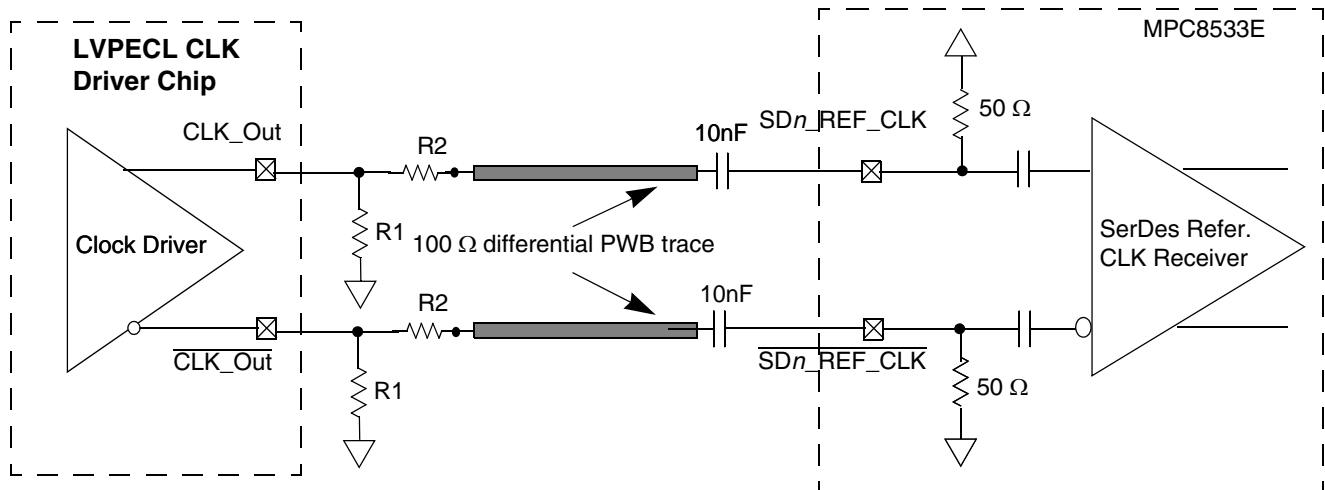 LVPECL CLK
Driver Chip
MPC8533E
CLK_Out
R2
10nF
SDn_REF_CLK
50 Ω
R1
Clock Driver
100 Ω differential PWB trace
SerDes Refer.
CLK Receiver
R2
10nF
CLK_Out
SDn_REF_CLK
R1
50 Ω